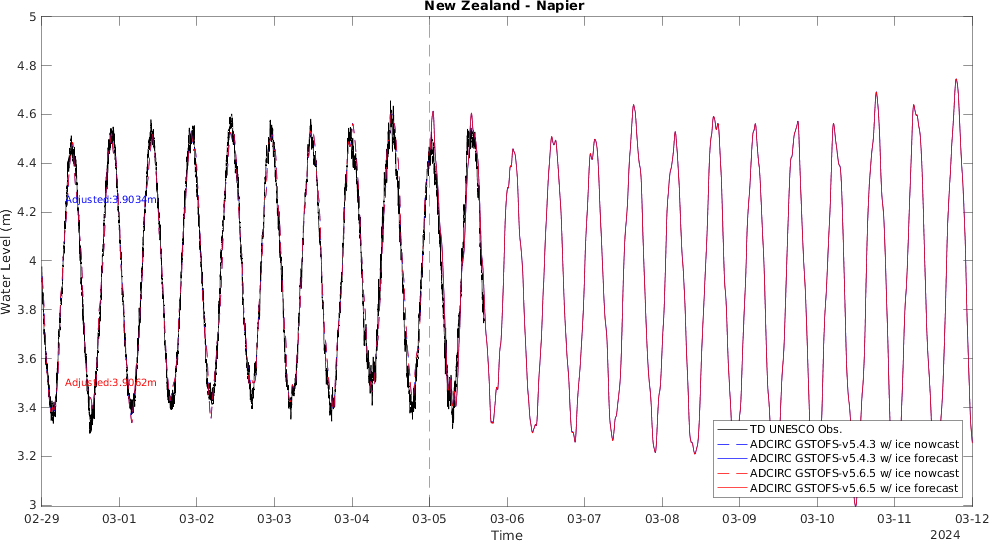 New Zealand - Napier
5
4.8
4.6
4.4
4.2
4
3.8
3.6
3.4
3.2
3
Water Level (m)
Adjusted:3.9034m
Adjusted:3.9062m
TD UNESCO Obs.
ADCIRC GSTOFS-v5.4.3 w/ ice nowcast
ADCIRC GSTOFS-v5.4.3 w/ ice forecast
ADCIRC GSTOFS-v5.6.5 w/ ice nowcast
ADCIRC GSTOFS-v5.6.5 w/ ice forecast
02-29 03-01 03-02 03-03 03-04 03-05 03-06 03-07 03-08 03-09 03-10 03-11 03-12
Time
2024